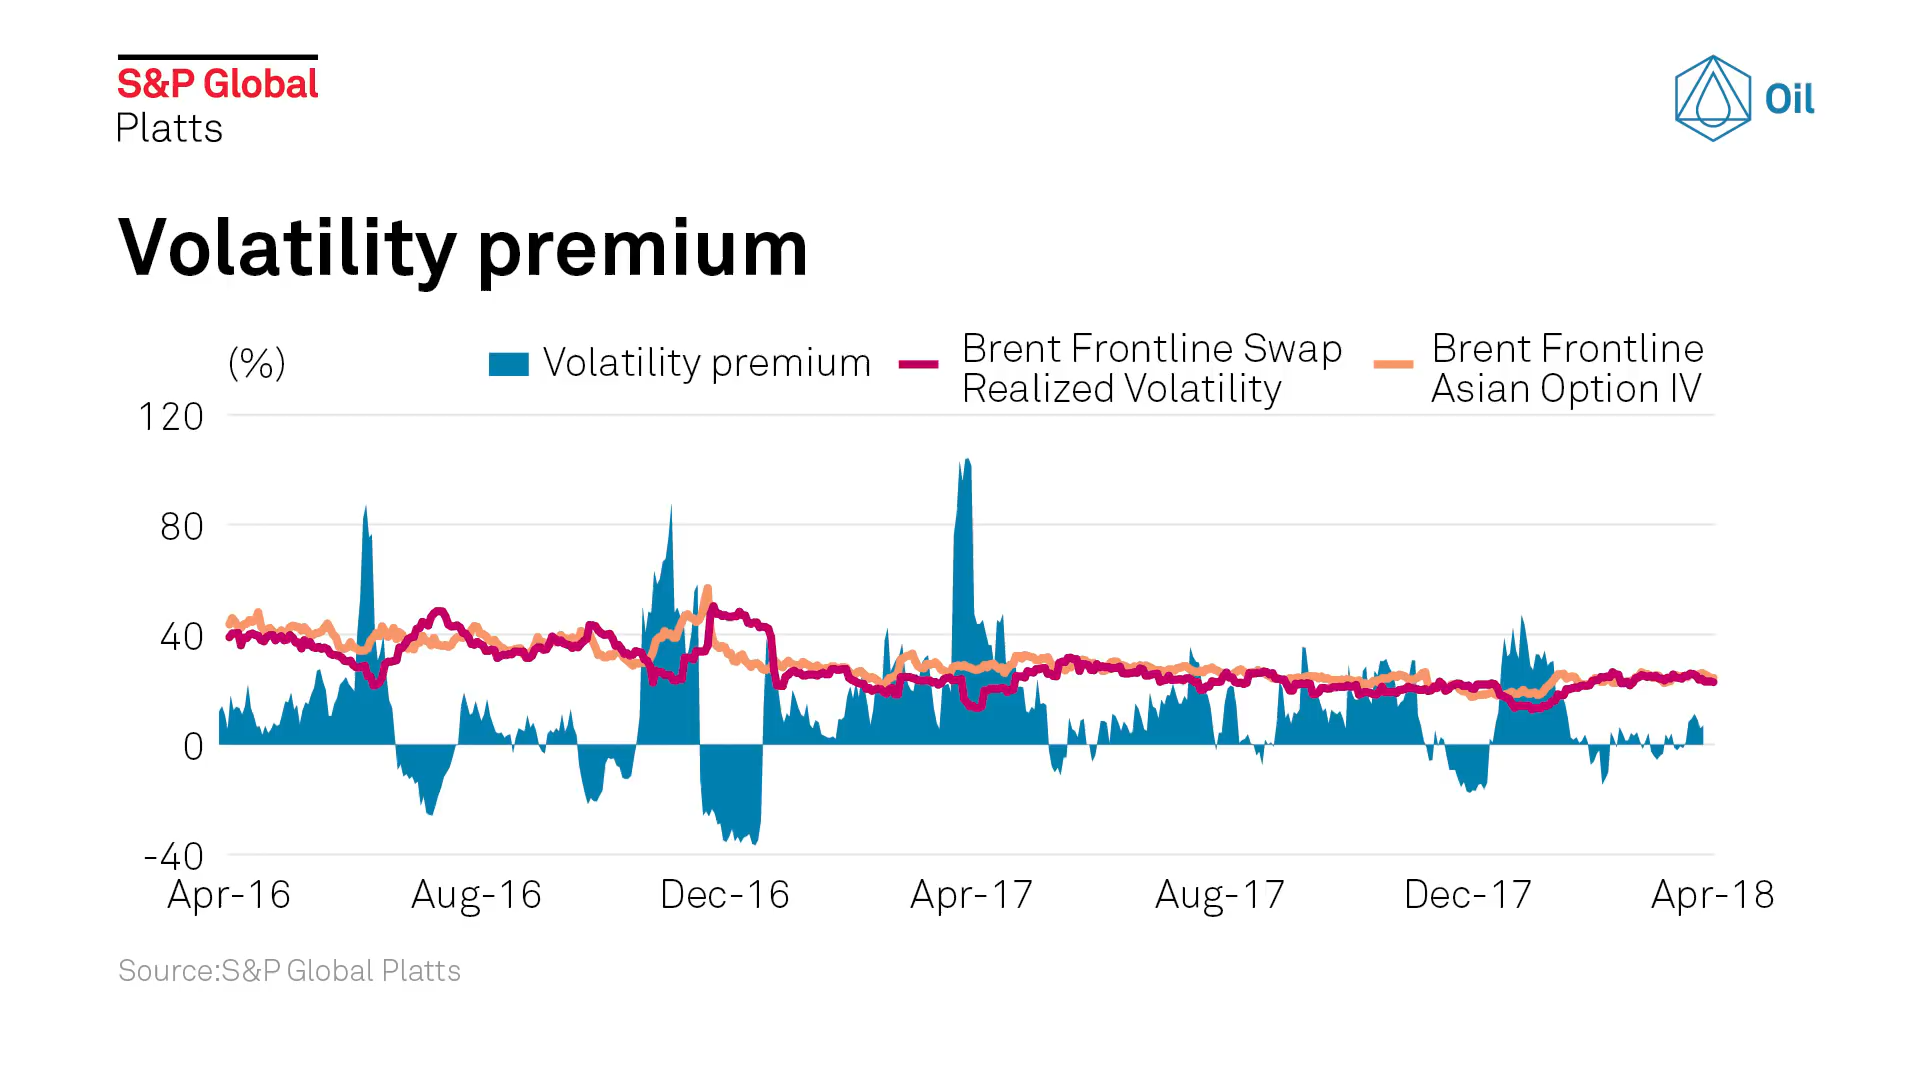 S&P Global
Platts
Oil
Volatility premium
(%)
Volatility premium
Brent Frontline Swap
Realized Volatility
Brent Frontline
Asian Option IV
120
80
40
0
-40
Apr-16
Aug-16
Dec-16
Apr-17
Aug-17
Dec-17
Apr-18
Source:S&P Global Platts